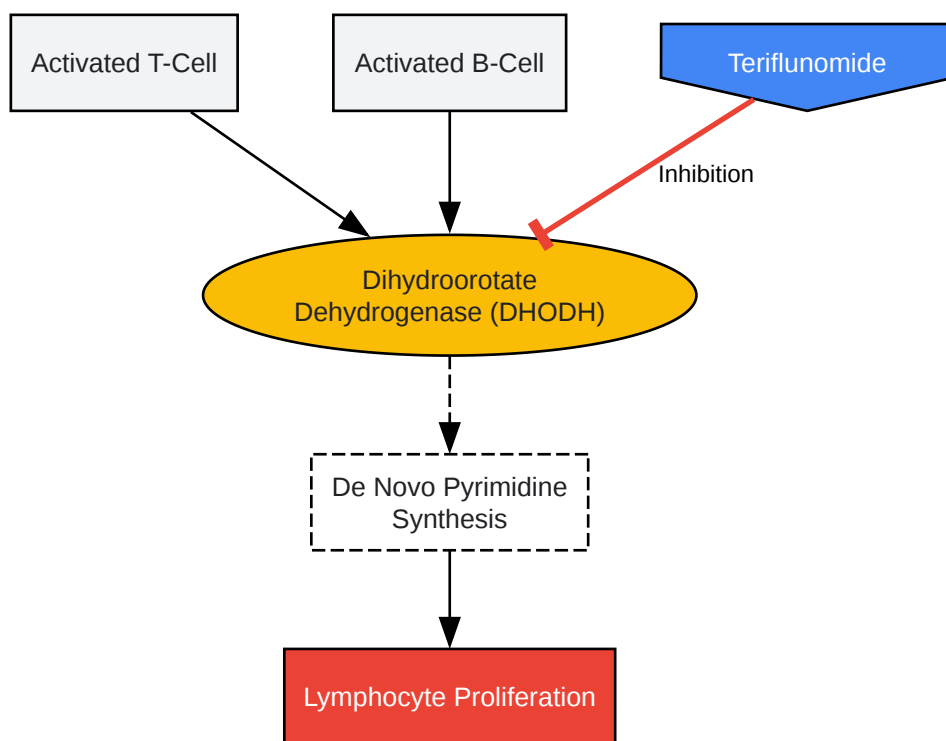 Activated T-Cell
Activated B-Cell
Teriflunomide
Inhibition
Dihydroorotate
Dehydrogenase (DHODH)
De Novo Pyrimidine
Synthesis
Lymphocyte Proliferation